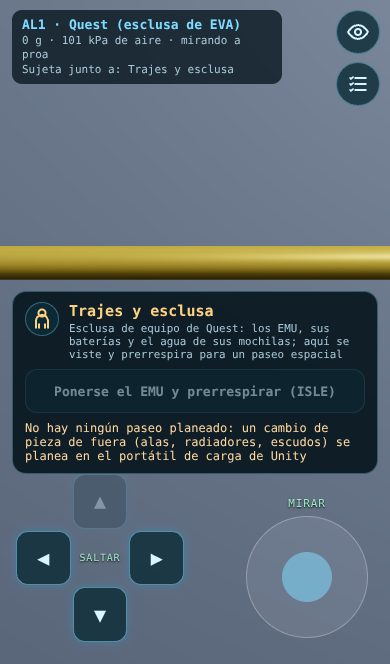 AL1 · Quest (esclusa de EVA)
0 g · 101 kPa de aire · mirando a
proa
Sujeta junto a: Trajes y esclusa
Trajes y esclusa
Esclusa de equipo de Quest: los EMU, sus
baterías y el agua de sus mochilas; aquí se
viste y prerrespira para un paseo espacial
Ponerse el EMU y prerrespirar (ISLE)
No hay ningún paseo planeado: un cambio de
pieza de fuera (alas, radiadores, escudos) se
planea en el portátil de carga de Unity
MIRAR
SALTAR